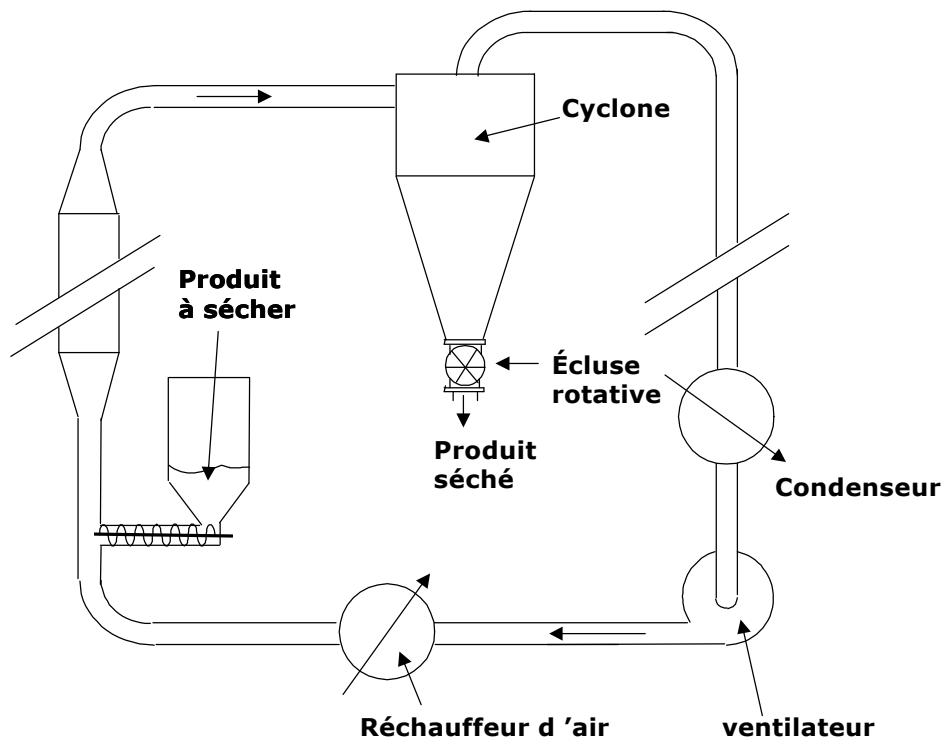 Cyclone
Produit
à sécher
Écluse
rotative
Produit
séché
Condenseur
Réchauffeur d ’air
ventilateur